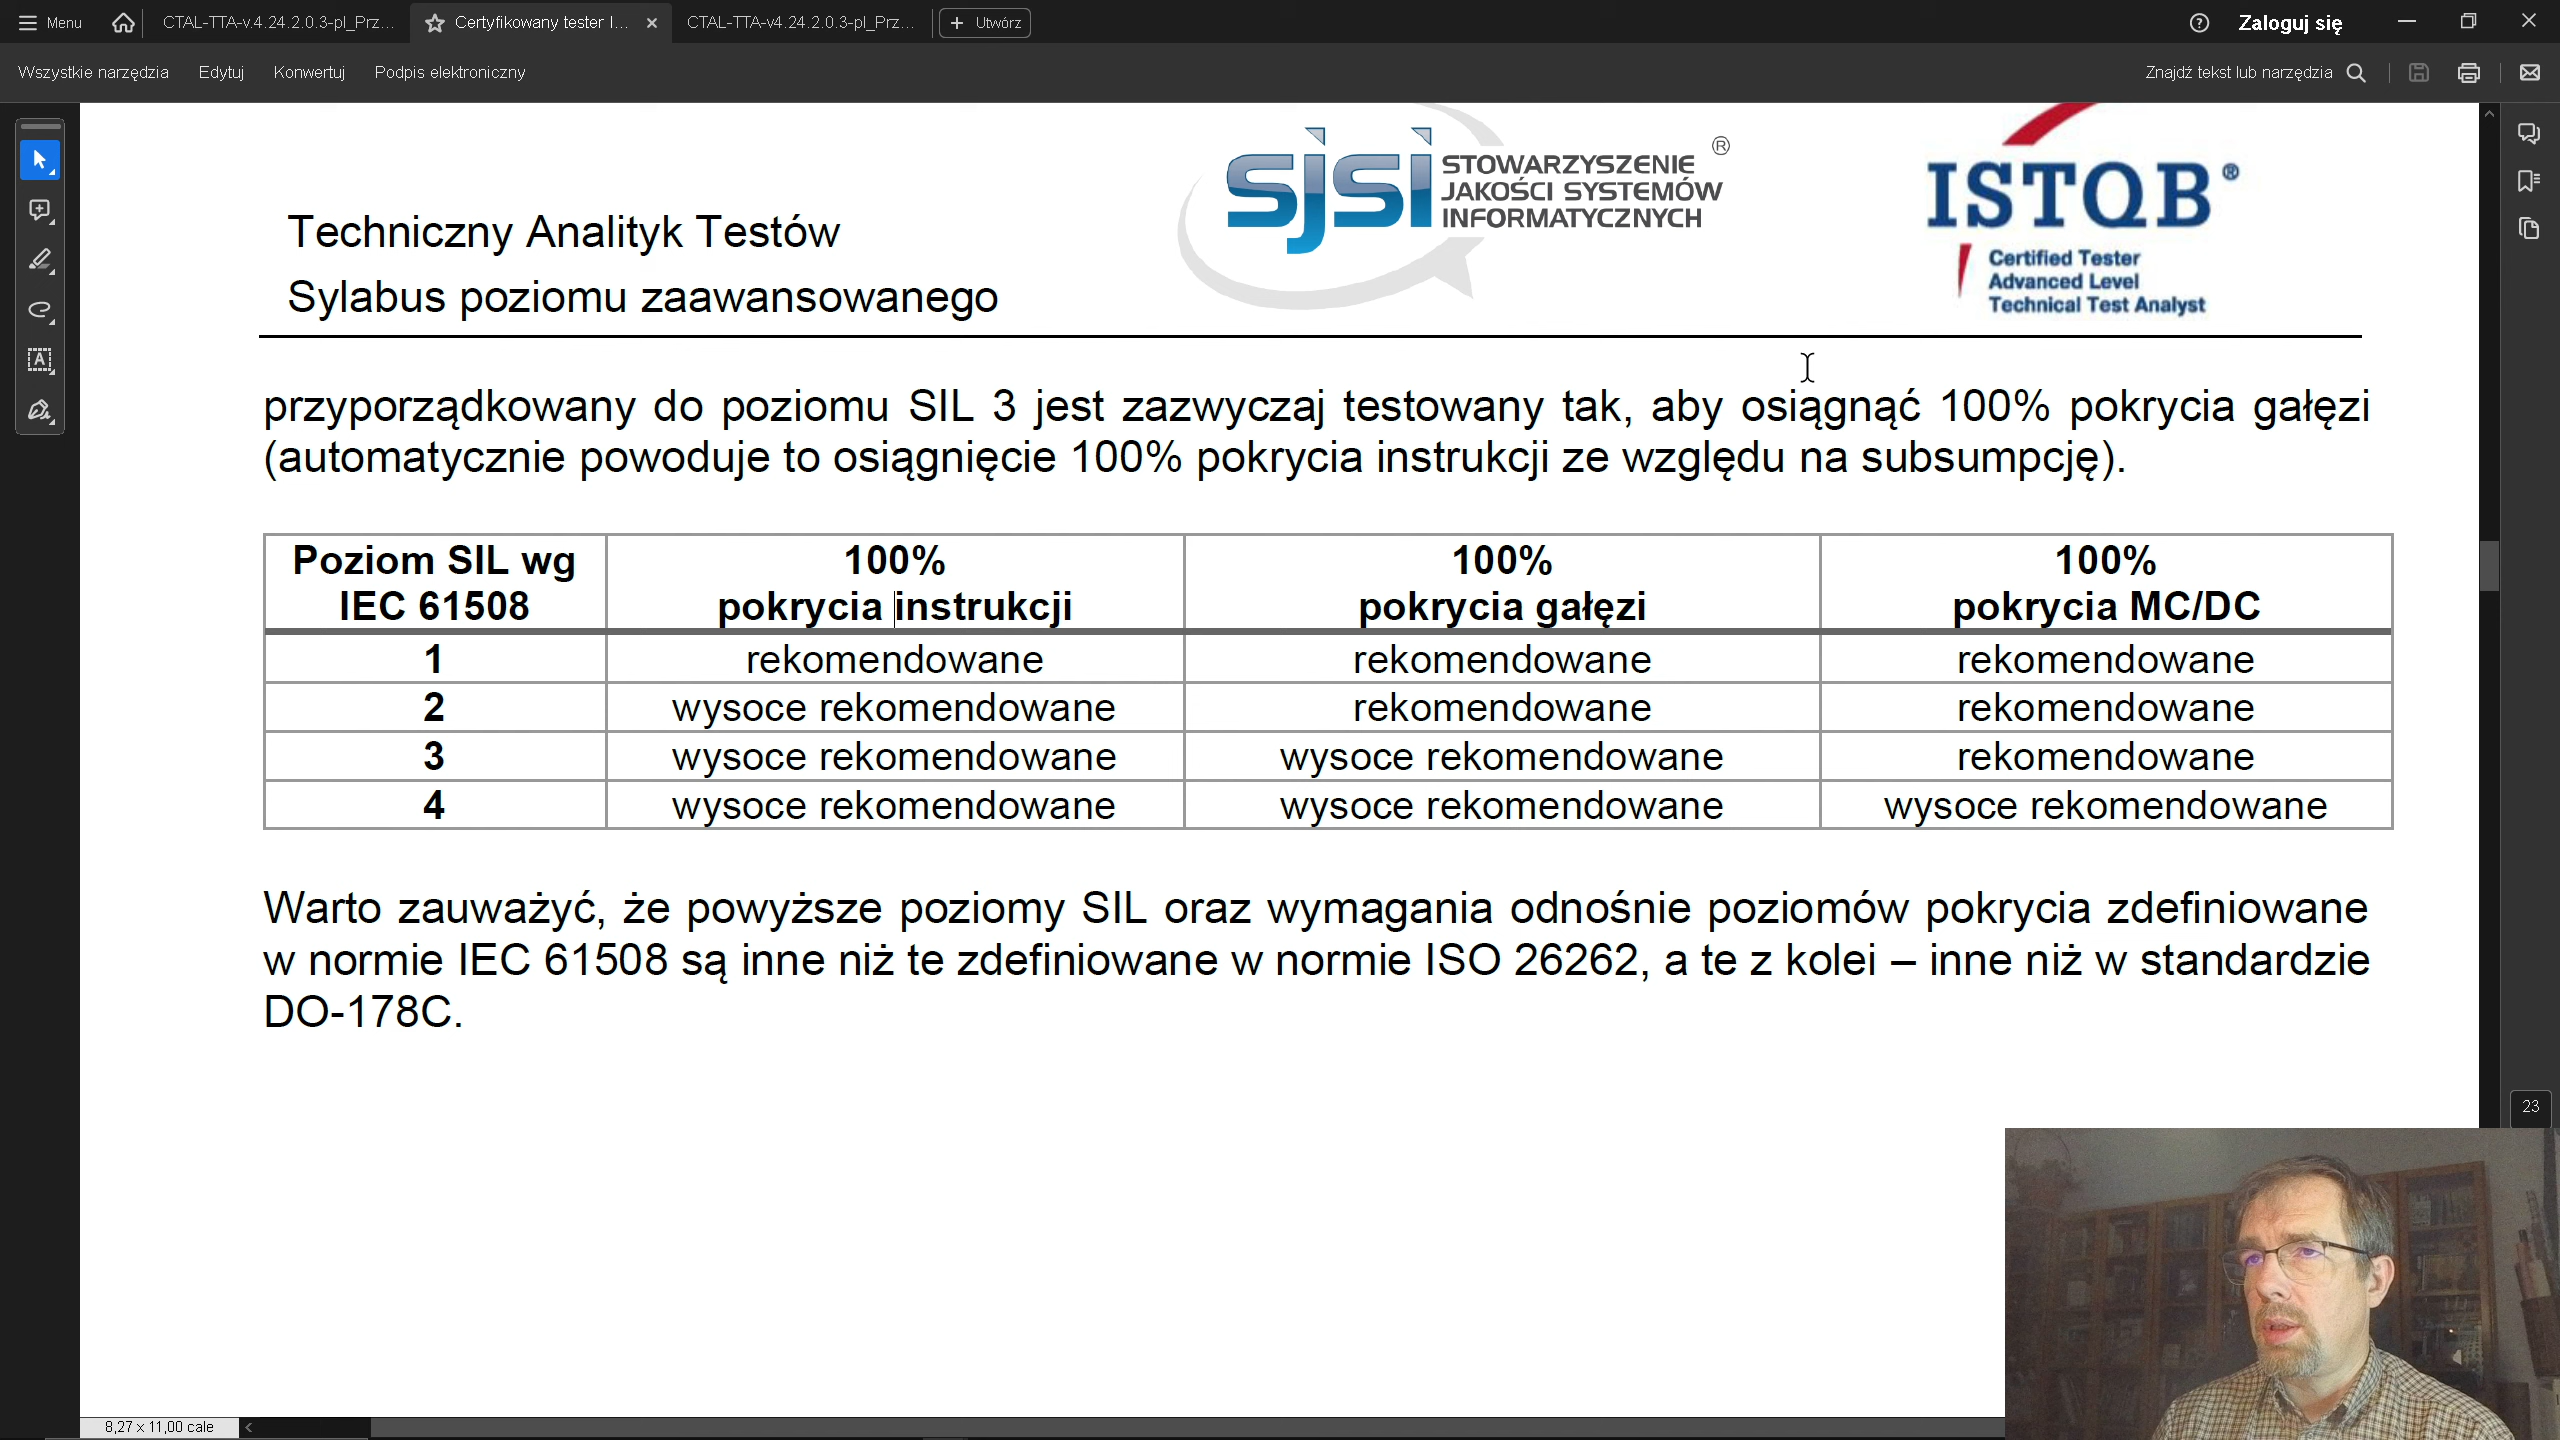 Menu
CTAL-TTA-v.4.24.2.0.3-pl_Prz...
Certyfikowany tester I...
CTAL-TTA-v4.24.2.0.3-pl_Prz...
Utwórz
Zaloguj się
Wszystkie narzędzia
Edytuj
Konwertuj
Podpis elektroniczny
Znajdź tekst lub narzędzia
sjsi STOWARZYSZENIE
JAKOŚCI SYSTEMÓW
INFORMATYCZNYCH
®
ISTQB®
Certified Tester
Advanced Level
Technical Test Analyst
Techniczny Analityk Testów
Sylabus poziomu zaawansowanego
przyporządkowany do poziomu SIL 3 jest zazwyczaj testowany tak, aby osiągnąć 100% pokrycia gałęzi
(automatycznie powoduje to osiągnięcie 100% pokrycia instrukcji ze względu na subsumpcję).
Poziom SIL wg
IEC 61508
100%
pokrycia instrukcji
100%
pokrycia gałęzi
100%
pokrycia MC/DC
1 rekomendowane rekomendowane rekomendowane
2 wysoce rekomendowane rekomendowane rekomendowane
3 wysoce rekomendowane wysoce rekomendowane rekomendowane
4 wysoce rekomendowane wysoce rekomendowane wysoce rekomendowane
Warto zauważyć, że powyższe poziomy SIL oraz wymagania odnośnie poziomów pokrycia zdefiniowane
w normie IEC 61508 są inne niż te zdefiniowane w normie ISO 26262, a te z kolei – inne niż w standardzie
DO-178C.
23
8,27 x 11,00 cale